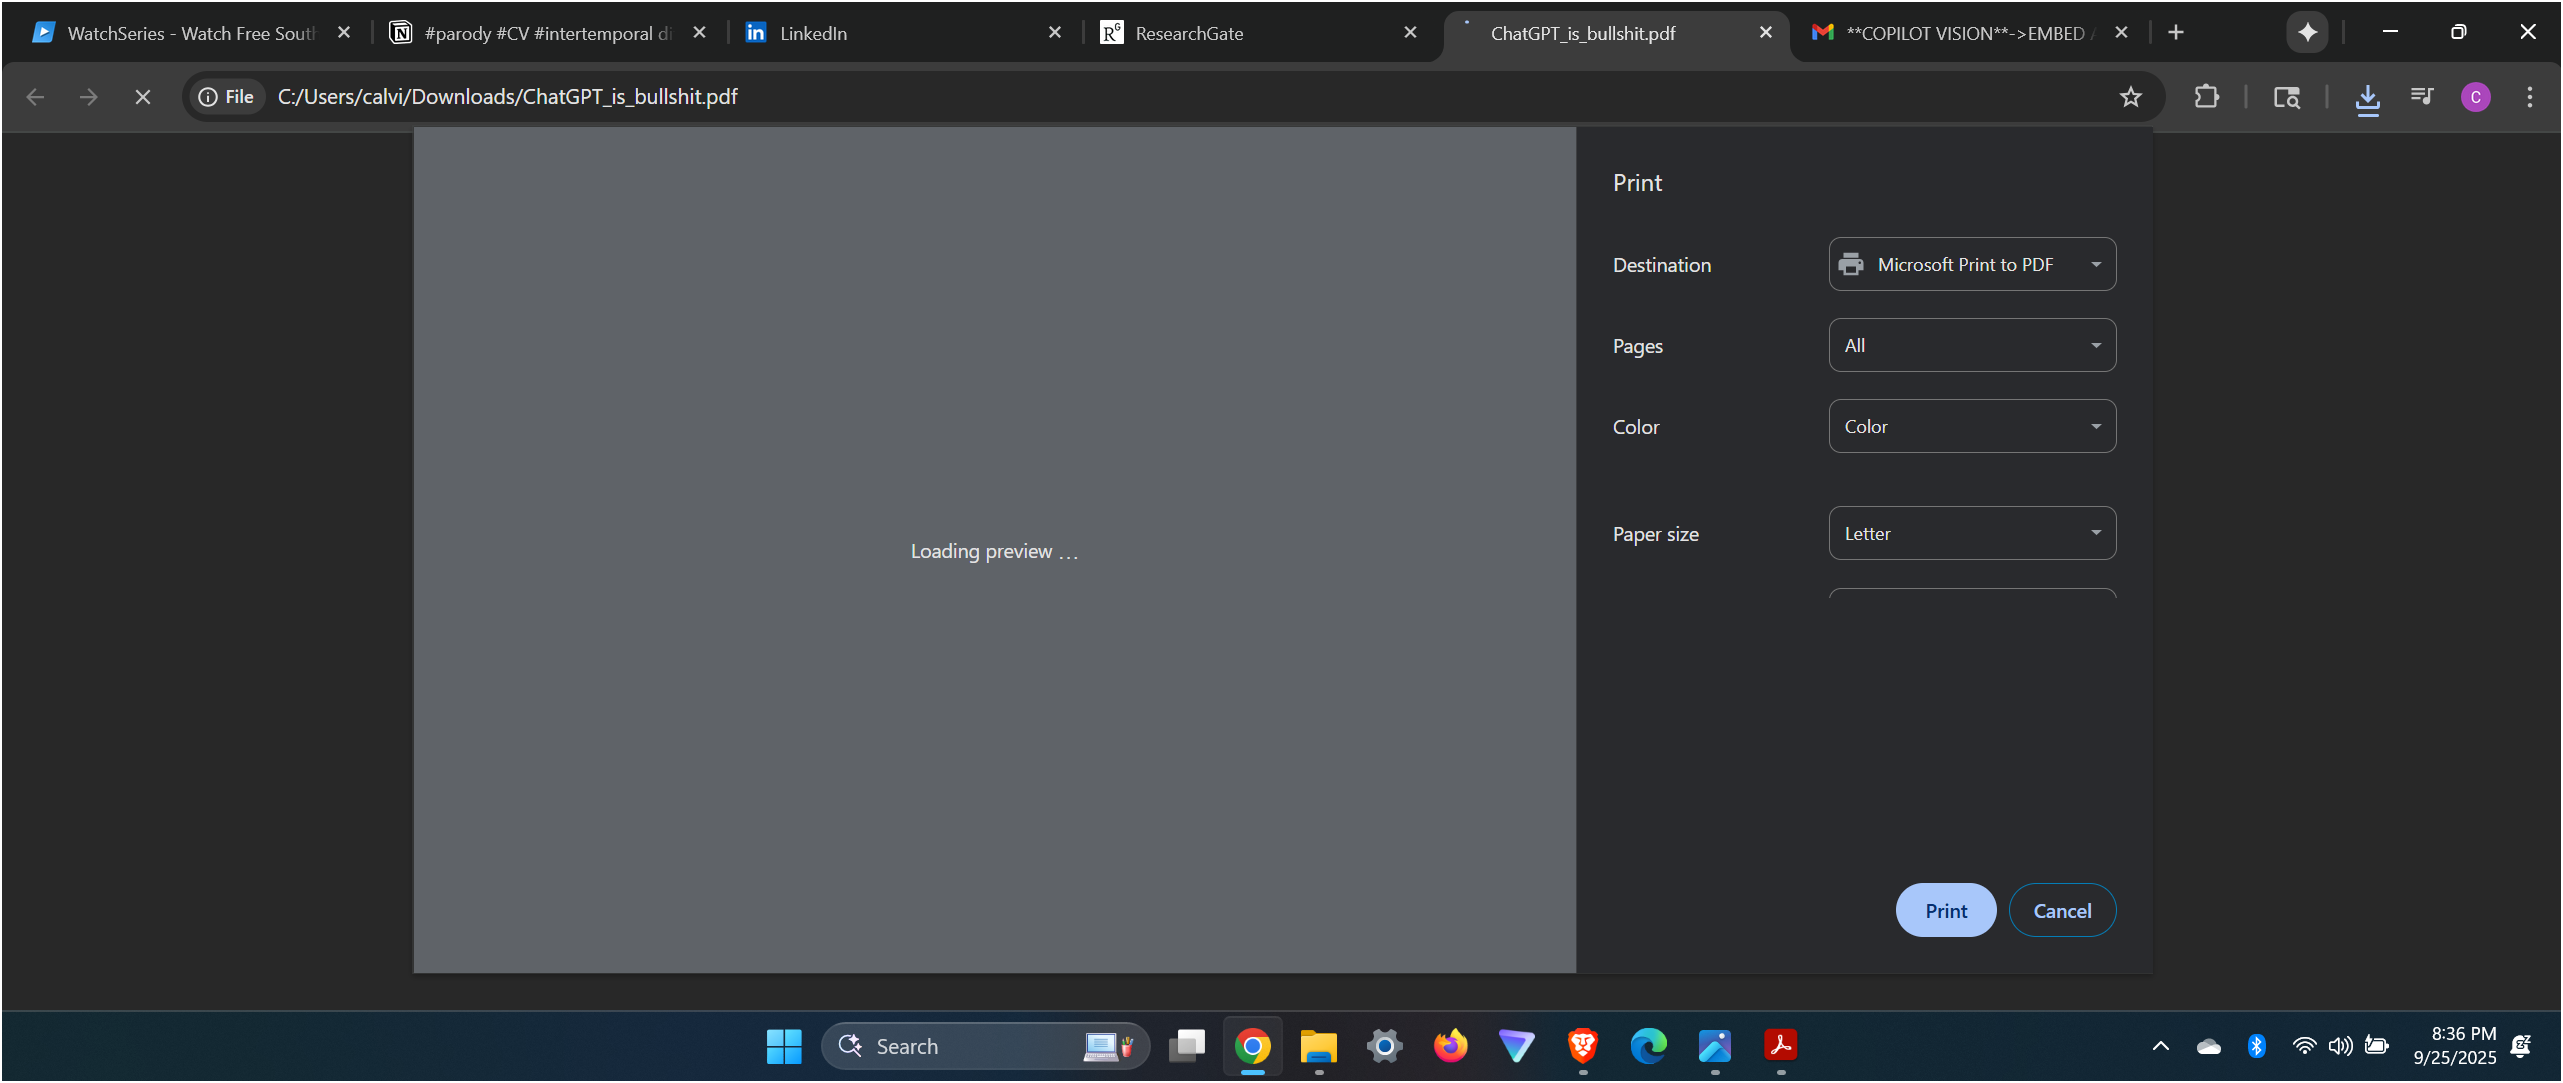 WatchSeries - Watch Free South
#parody #CV #intertemporal di
LinkedIn
ResearchGate
ChatGPT_is_bullshit.pdf
**COPILOT VISION**->EMBED
File
C:/Users/calvi/Downloads/ChatGPT_is_bullshit.pdf
C
Loading preview ...
Print
Destination
Microsoft Print to PDF
Pages
All
Color
Color
Paper size
Letter
Print
Cancel
Search
8:36 PM
9/25/2025